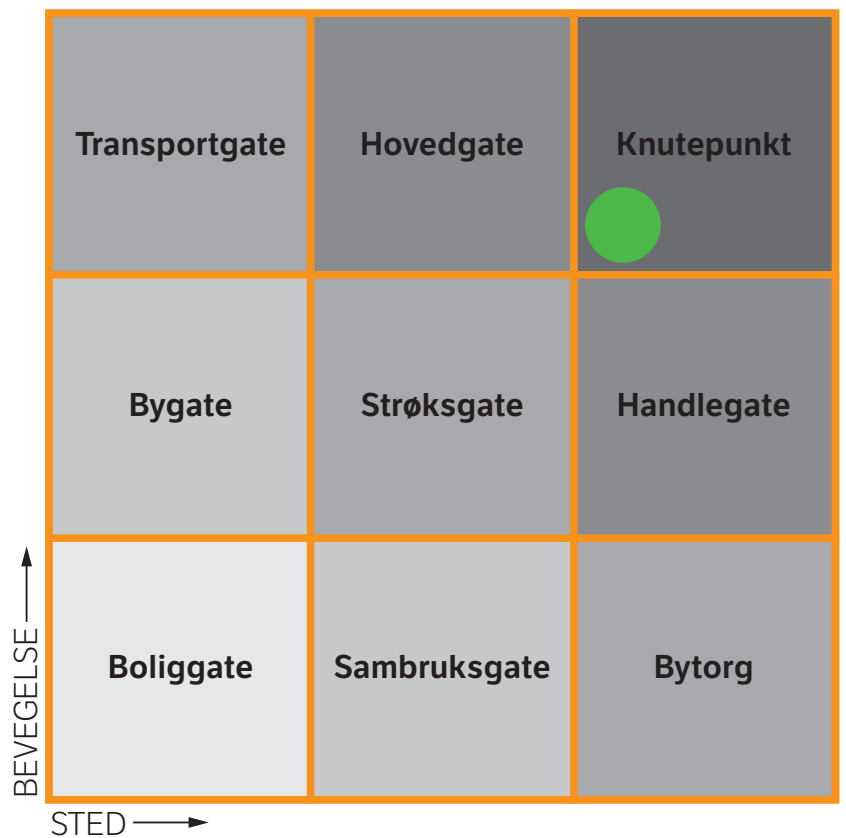 Transportgate Hovedgate Knutepunkt
Bygate Strøksgate Handlegate
Boliggate Sambruksgate Bytorg
BEVEGELSE
STED